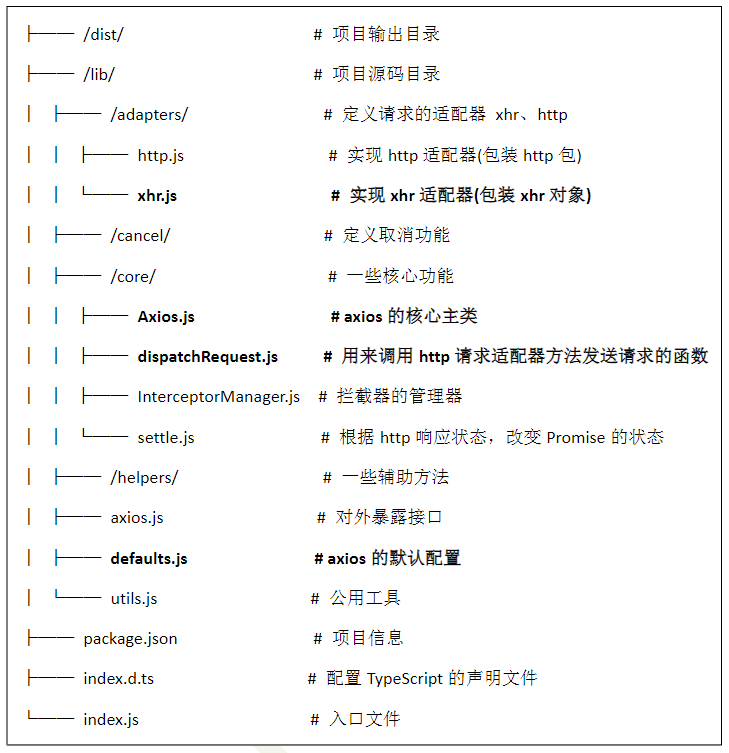 ├── /dist/ # 项目输出目录
├── /lib/ # 项目源码目录
│ ├── /adapters/ # 定义请求的适配器 xhr、http
│ │ ├── http.js # 实现 http 适配器(包装 http 包)
│ │ └── xhr.js # 实现 xhr 适配器(包装 xhr 对象)
│ ├── /cancel/ # 定义取消功能
│ ├── /core/ # 一些核心功能
│ │ ├── Axios.js # axios 的核心主类
│ │ ├── dispatchRequest.js # 用来调用 http 请求适配器方法发送请求的函数
│ │ ├── InterceptorManager.js # 拦截器的管理器
│ │ └── settle.js # 根据 http 响应状态，改变 Promise 的状态
│ ├── /helpers/ # 一些辅助方法
│ ├── axios.js # 对外暴露接口
│ ├── defaults.js # axios 的默认配置
│ └── utils.js # 公用工具
├── package.json # 项目信息
├── index.d.ts # 配置 TypeScript 的声明文件
└── index.js # 入口文件